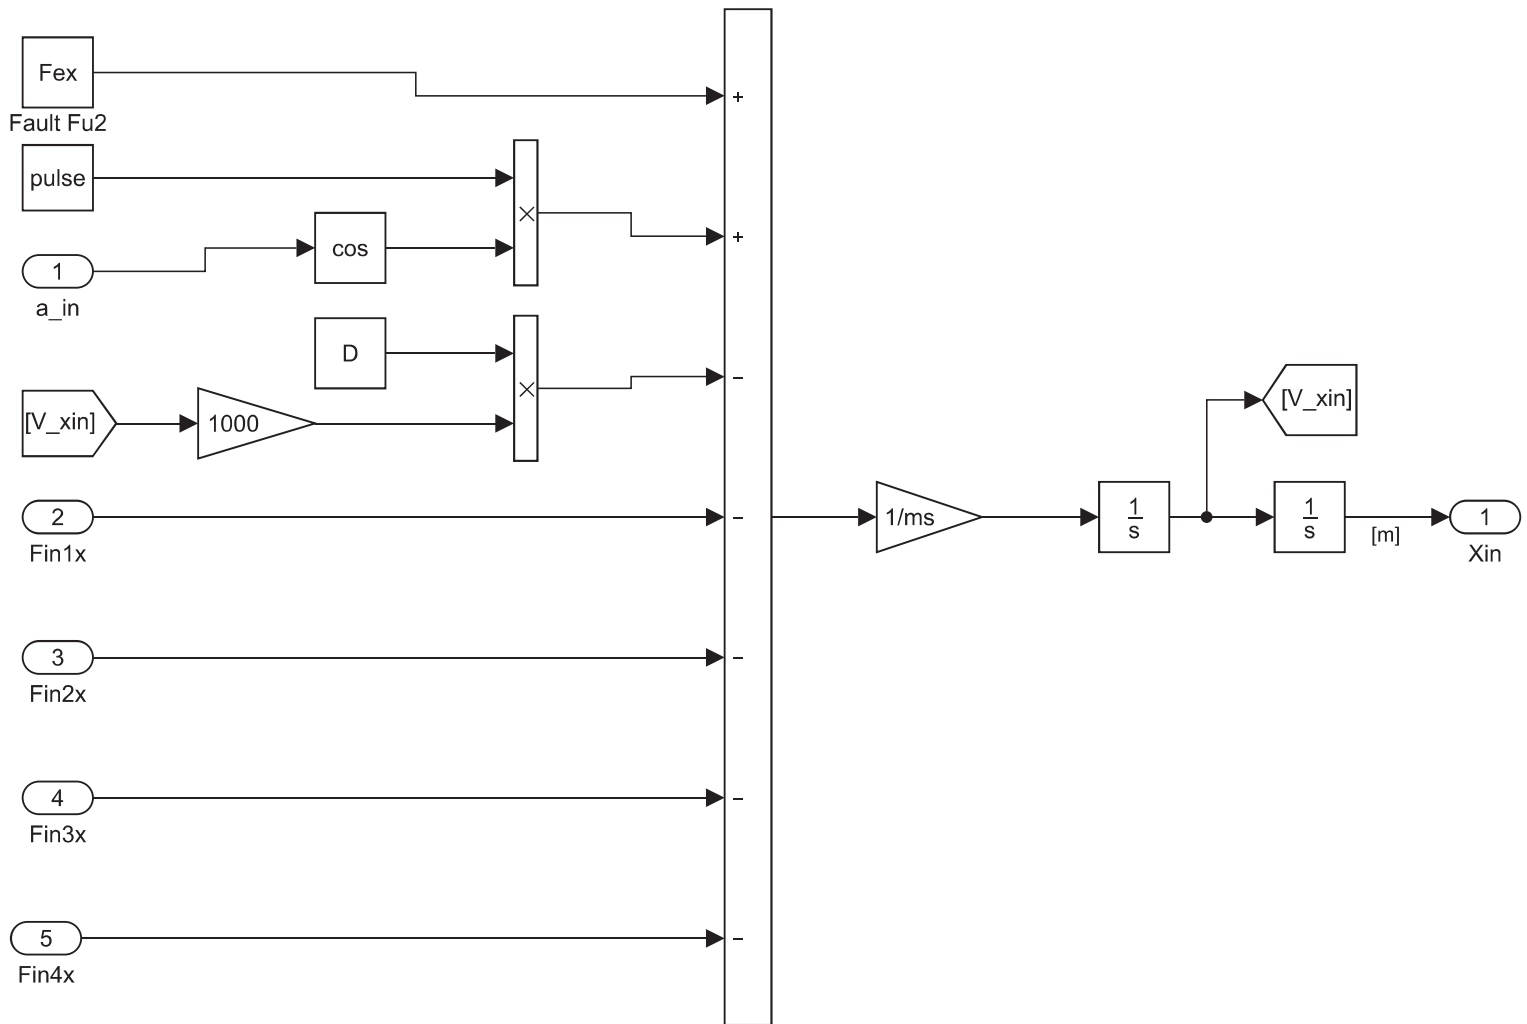 Fex
Fault Fu2
+
pulse
×
+
cos
1
a_in
D
×
−
[V_xin]
1000
[V_xin]
2
Fin1x
−
1/ms
1
s
1
s
[m]
1
Xin
3
Fin2x
−
4
Fin3x
−
5
Fin4x
−